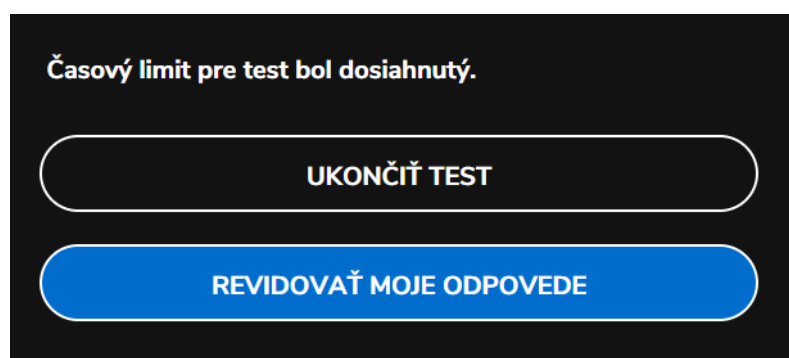 Časový limit pre test bol dosiahnutý.
UKONČIŤ TEST
REVIDOVAŤ MOJE ODPOVEDE